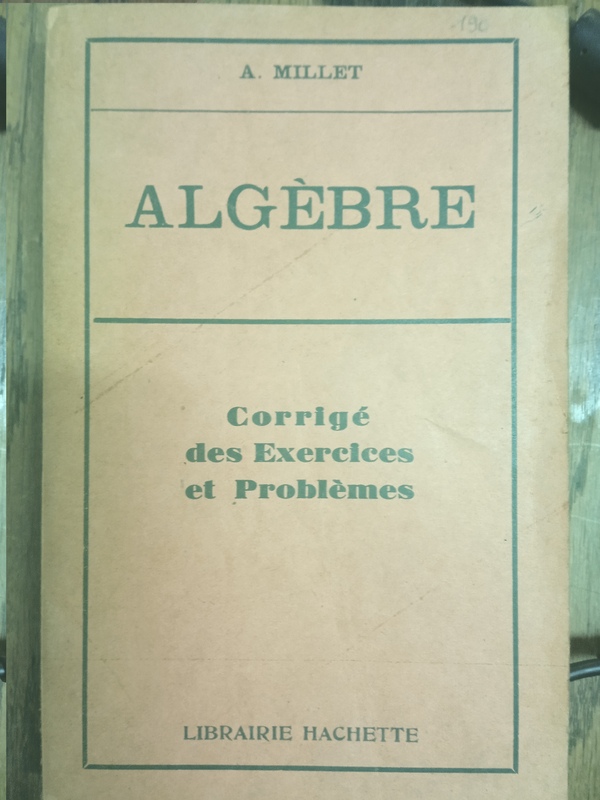 A. MILLET
ALGÈBRE
Corrigé
des Exercices
et Problèmes
LIBRAIRIE HACHETTE